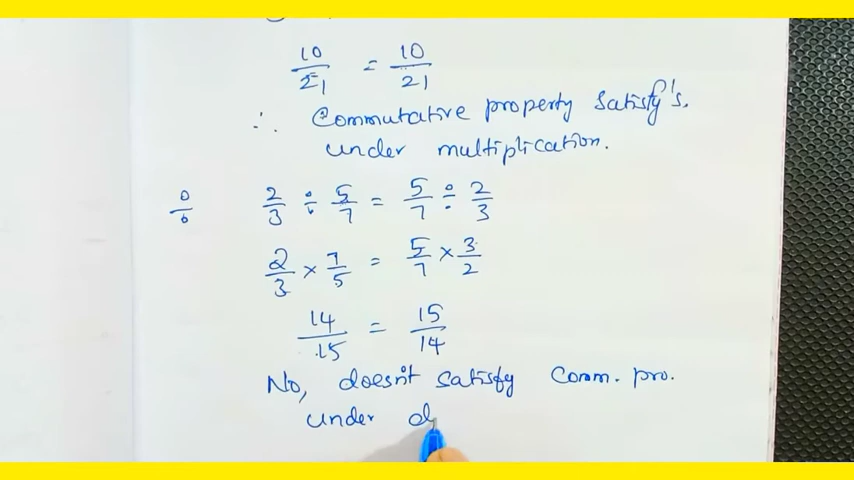 10/21 = 10/21
∴ Commutative property satisfy's.
under multiplication.
÷ 2/3 ÷ 5/7 = 5/7 ÷ 2/3
2/3 × 7/5 = 5/7 × 3/2
14/15 = 15/14
No, doesn't satisfy Comm. pro.
under d